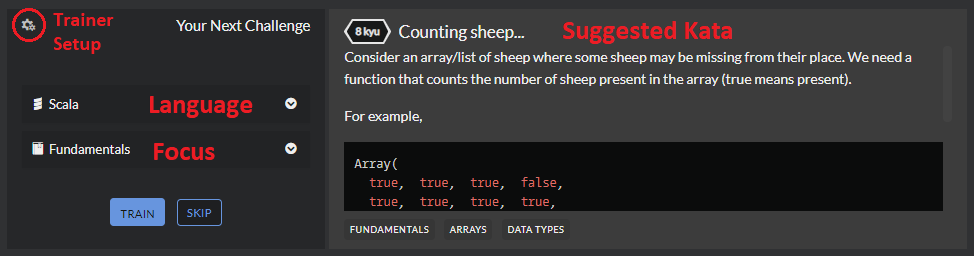 Trainer
Setup
Your Next Challenge
Scala
Language
Fundamentals
Focus
TRAIN
SKIP
8 kyu
Counting sheep...
Suggested Kata
Consider an array/list of sheep where some sheep may be missing from their place. We need a
function that counts the number of sheep present in the array (true means present).
For example,
Array(
true, true, true, false,
true, true, true, true,
FUNDAMENTALS
ARRAYS
DATA TYPES